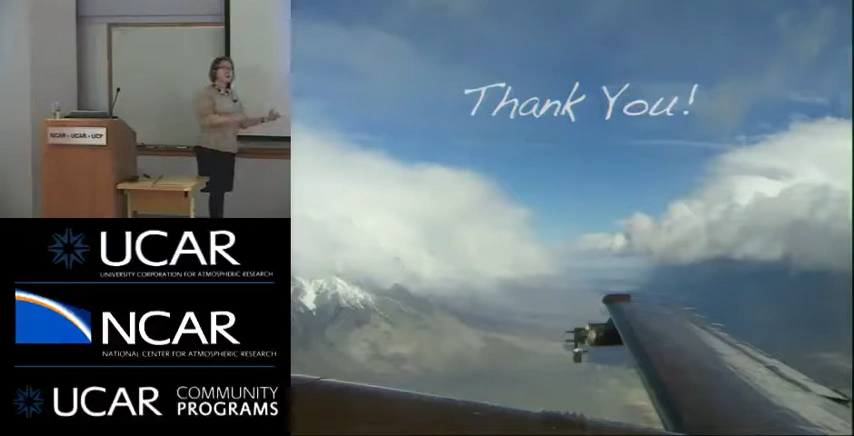 NCAR • UCAR • UCP
UCAR
UNIVERSITY CORPORATION FOR ATMOSPHERIC RESEARCH
NCAR
NATIONAL CENTER FOR ATMOSPHERIC RESEARCH
UCAR COMMUNITY
PROGRAMS
Thank You!